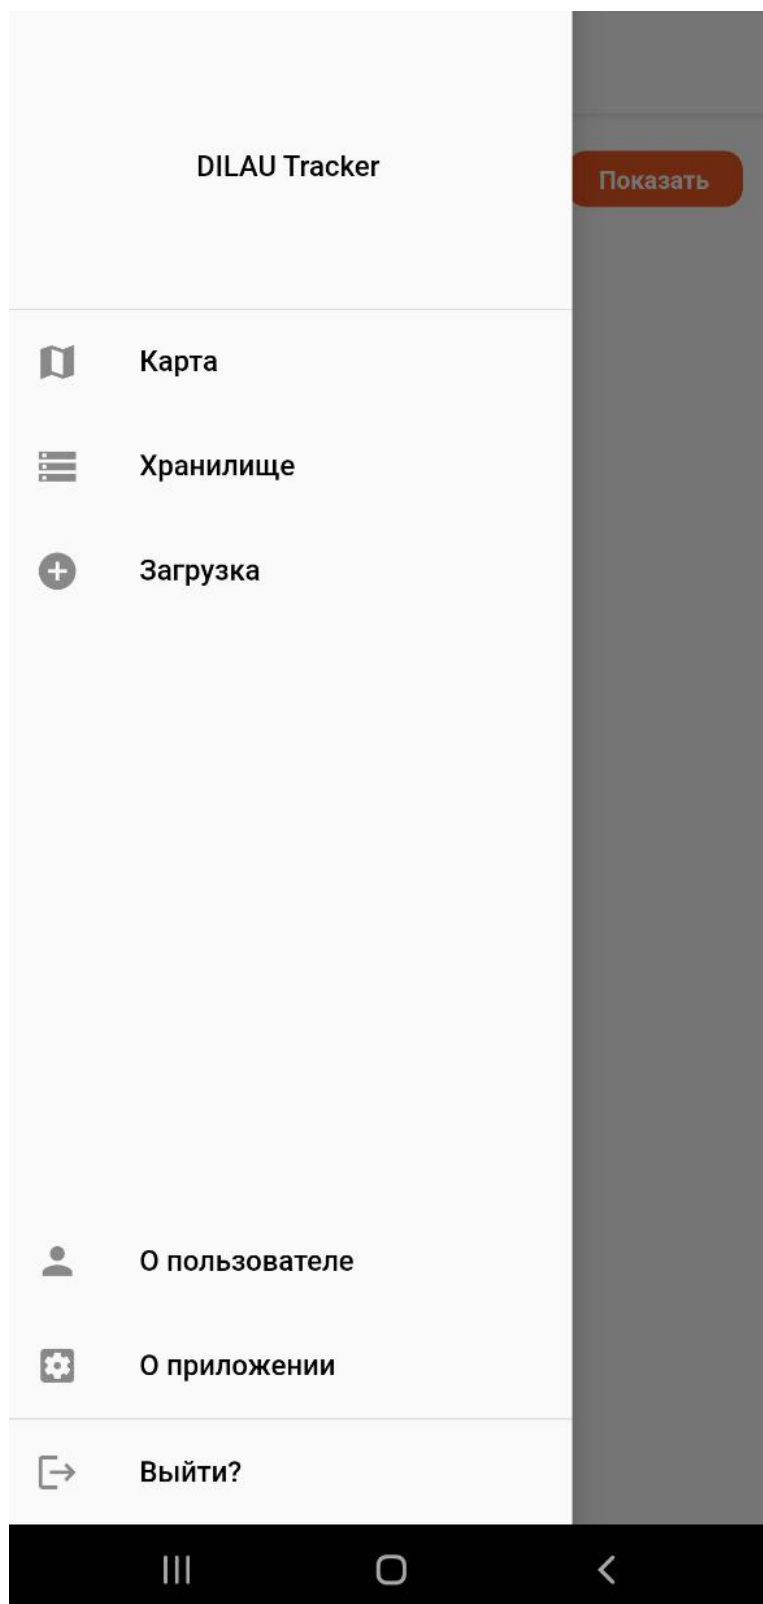 DILAU Tracker
Показать
Карта
Хранилище
Загрузка
О пользователе
О приложении
Выйти?